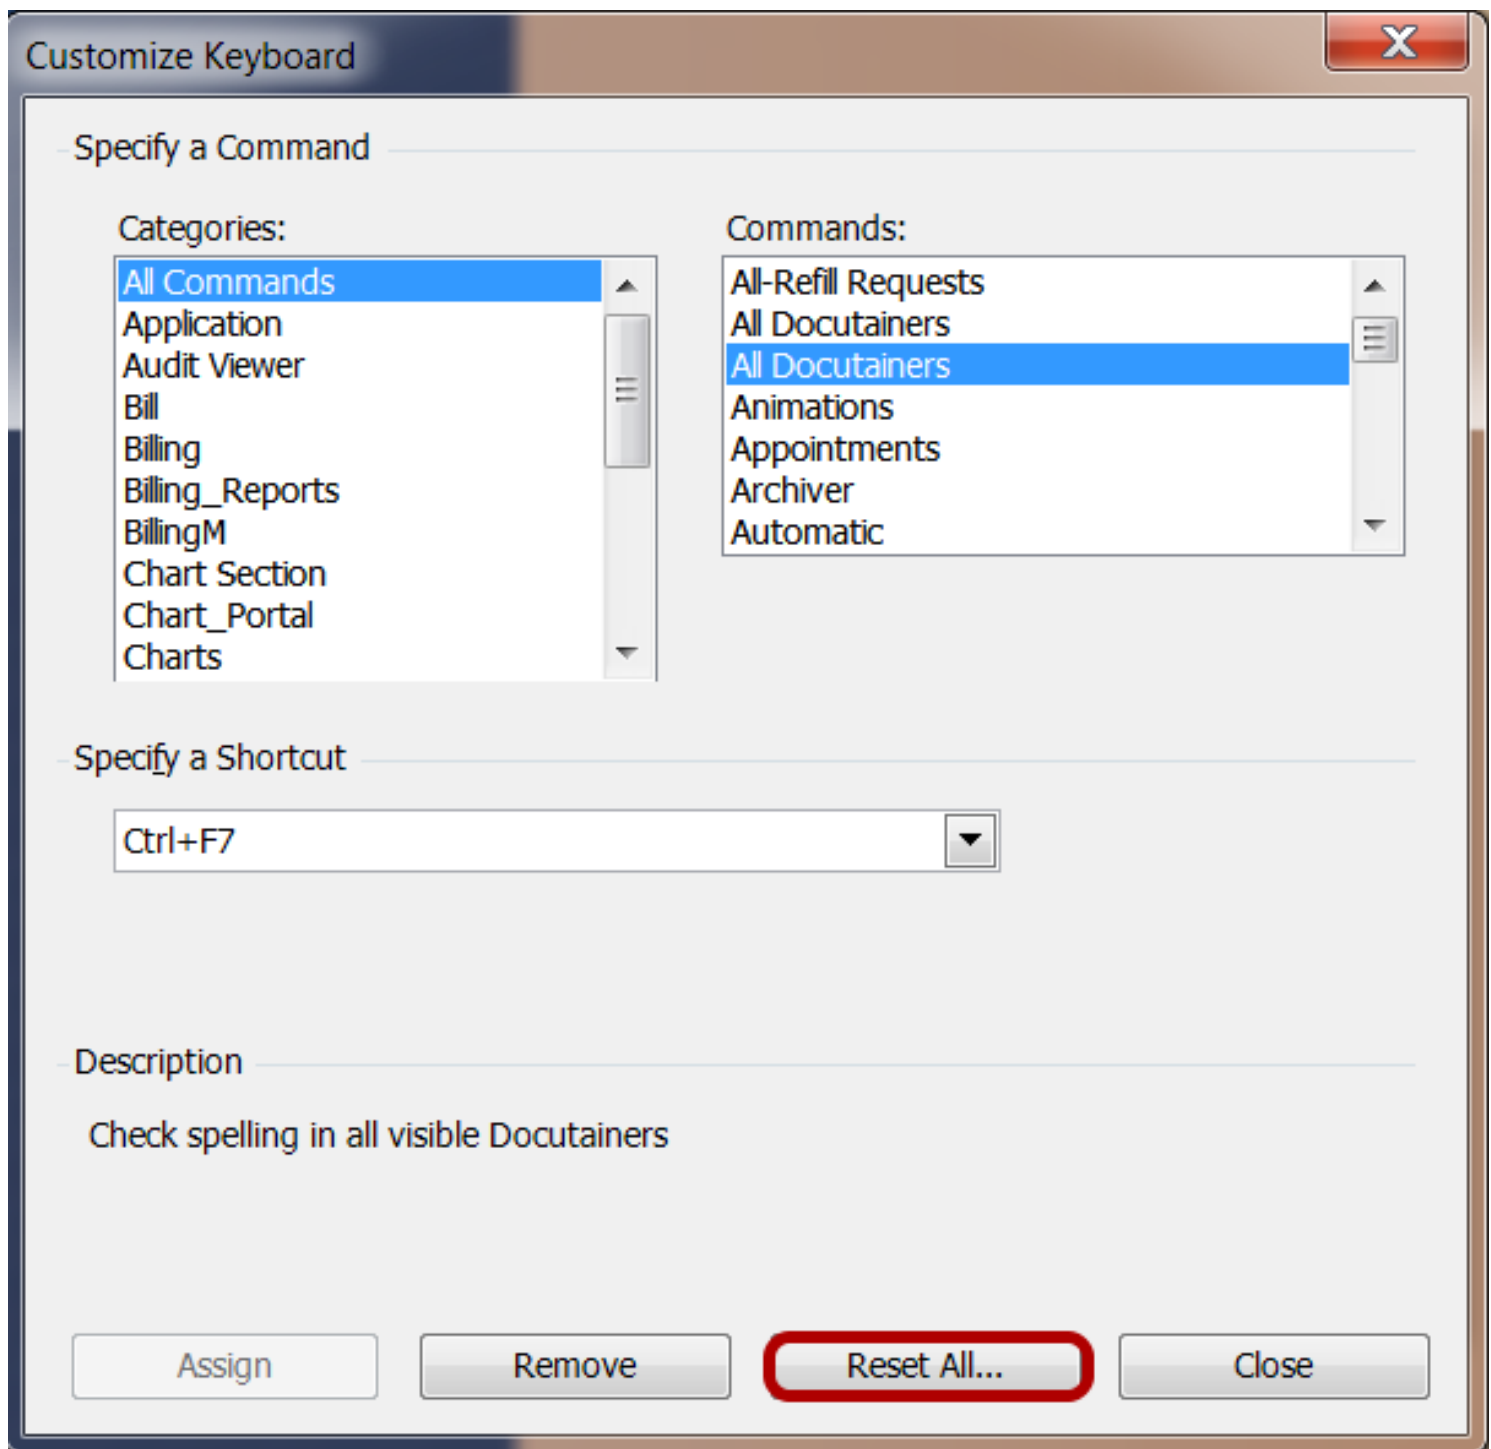 Customize Keyboard
X
Specify a Command
Categories:
All Commands
Application
Audit Viewer
Bill
Billing
Billing_Reports
BillingM
Chart Section
Chart_Portal
Charts
Commands:
All-Refill Requests
All Docutainers
All Docutainers
Animations
Appointments
Archiver
Automatic
Specify a Shortcut
Ctrl+F7
Description
Check spelling in all visible Docutainers
Assign
Remove
Reset All...
Close